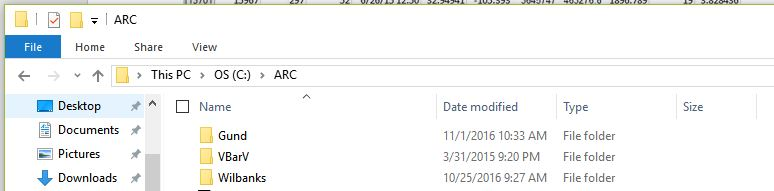 ARC
File Home Share View
This PC OS (C:) ARC
Desktop Name Date modified Type Size
Documents
Gund 11/1/2016 10:33 AM File folder
Pictures VBarV 3/31/2015 9:20 PM File folder
Downloads Wilbanks 10/25/2016 9:27 AM File folder